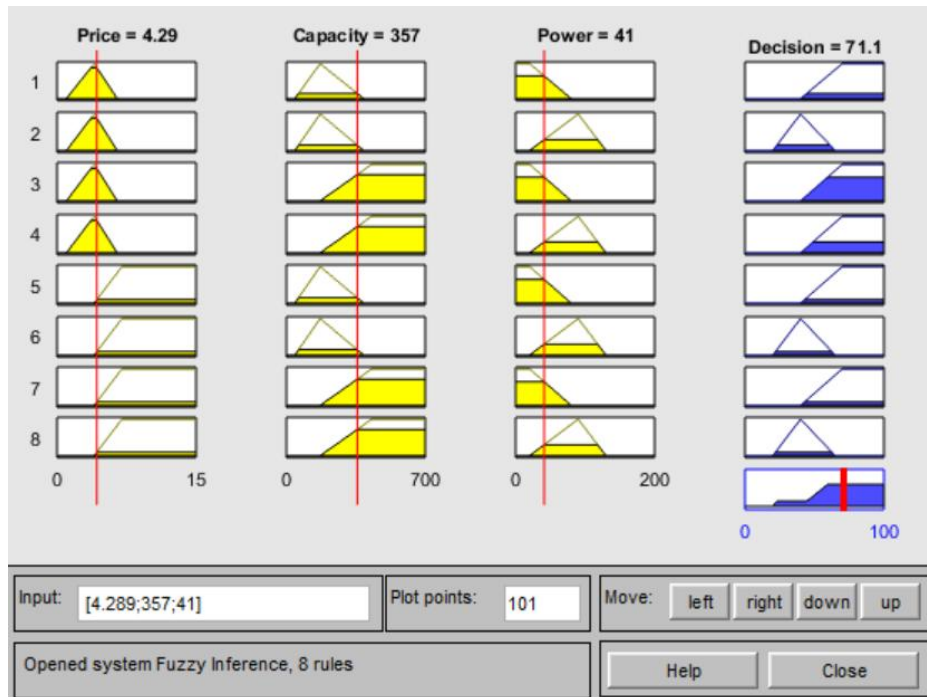 Price = 4.29 Capacity = 357 Power = 41 Decision = 71.1
1
2
3
4
5
6
7
8
0 15 0 700 0 200
0 100
Input: [4.289;357;41] Plot points: 101 Move: left right down up
Opened system Fuzzy Inference, 8 rules Help Close